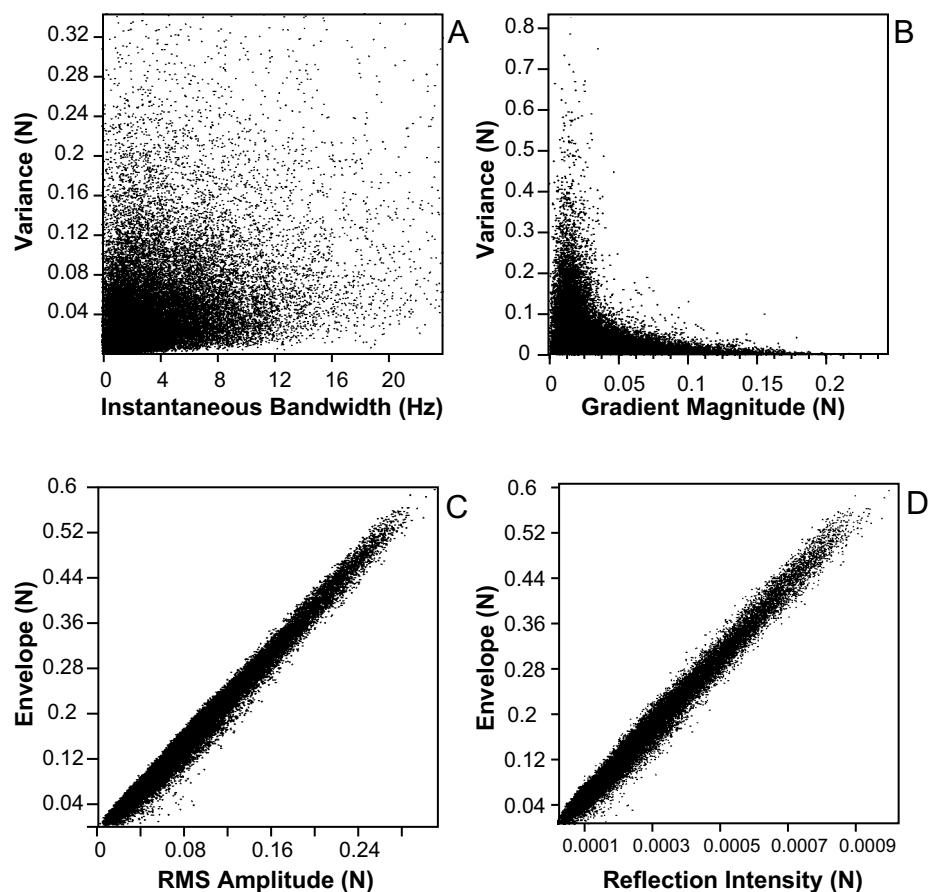 A
Variance (N)
0.32
0.28
0.24
0.2
0.16
0.12
0.08
0.04
0 4 8 12 16 20
Instantaneous Bandwidth (Hz)
B
Variance (N)
0.8
0.7
0.6
0.5
0.4
0.3
0.2
0.1
0
0 0.05 0.1 0.15 0.2
Gradient Magnitude (N)
C
Envelope (N)
0.6
0.52
0.44
0.36
0.28
0.2
0.12
0.04
0 0.08 0.16 0.24
RMS Amplitude (N)
D
Envelope (N)
0.6
0.52
0.44
0.36
0.28
0.2
0.12
0.04
0.0001 0.0003 0.0005 0.0007 0.0009
Reflection Intensity (N)